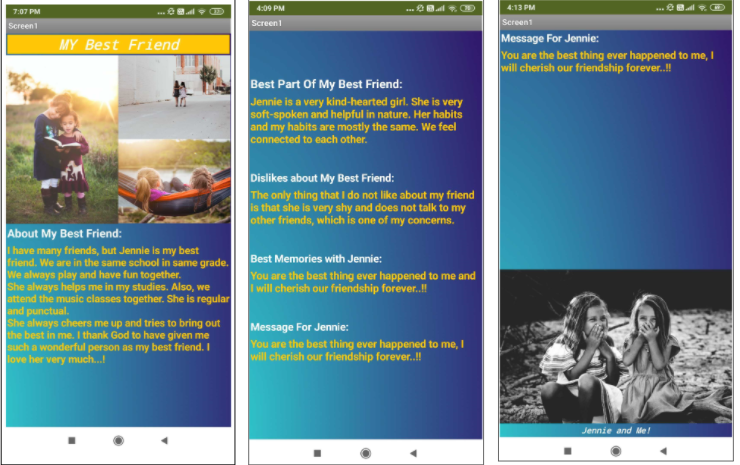 7:07 PM
Screen1
MY Best Friend
About My Best Friend:
I have many friends, but Jennie is my best
friend. We are in the same school in same grade.
We always play and have fun together.
She always helps me in my studies. Also, we
attend the music classes together. She is regular
and punctual.
She always cheers me up and tries to bring out
the best in me. I thank God to have given me
such a wonderful person as my best friend. I
love her very much...!
4:09 PM
Screen1
Best Part Of My Best Friend:
Jennie is a very kind-hearted girl. She is very
soft-spoken and helpful in nature. Her habits
and my habits are mostly the same. We feel
connected to each other.
Dislikes about My Best Friend:
The only thing that I do not like about my friend
is that she is very shy and does not talk to my
other friends, which is one of my concerns.
Best Memories with Jennie:
You are the best thing ever happened to me and
I will cherish our friendship forever..!!
Message For Jennie:
You are the best thing ever happened to me, I
will cherish our friendship forever..!!
4:13 PM
Screen1
Message For Jennie:
You are the best thing ever happened to me, I
will cherish our friendship forever..!!
Jennie and Me!